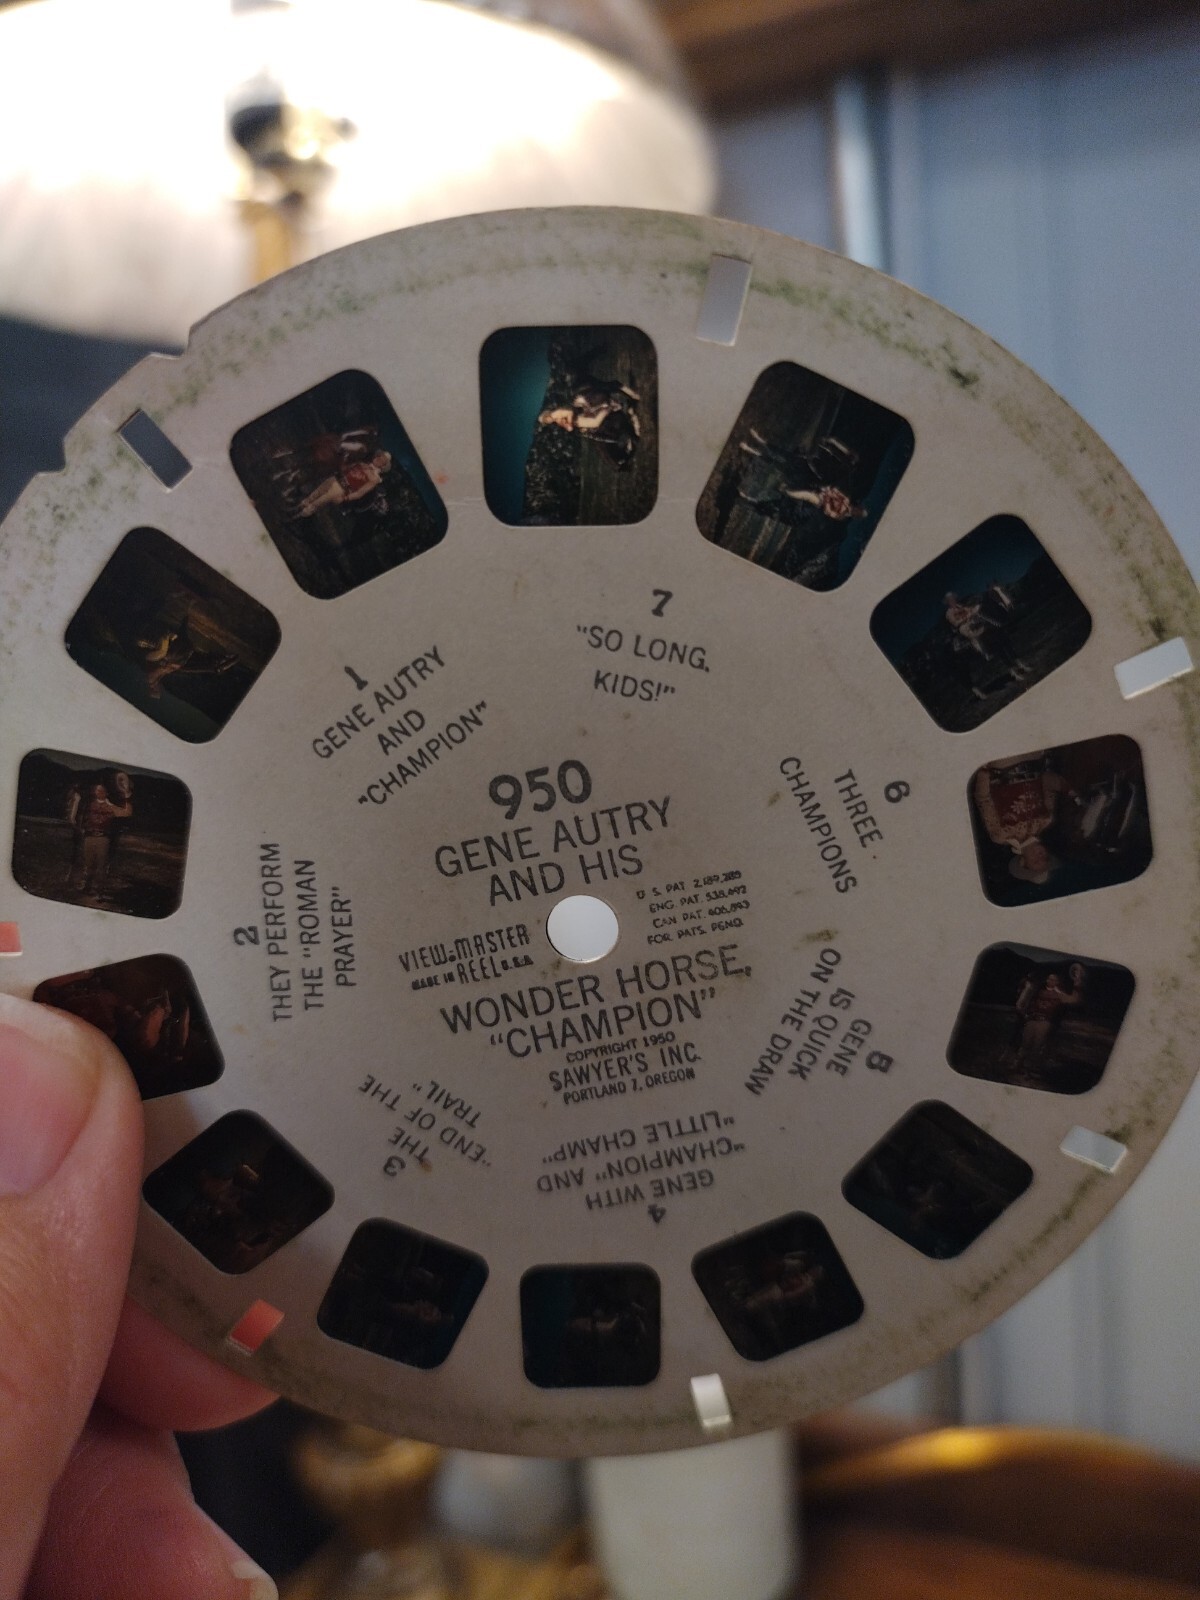 950
GENE AUTRY
AND HIS
VIEW-MASTER
MADE IN REEL U.S.A.
U.S. PAT. 2,189,285
ENG. PAT. 538,692
CAN. PAT. 406,593
FOR. PATS. PEND.
WONDER HORSE,
"CHAMPION"
COPYRIGHT 1950
SAWYER'S INC.
PORTLAND 7, OREGON
1
GENE AUTRY
AND
"CHAMPION"
2
THEY PERFORM
THE "ROMAN
PRAYER"
3
THE
"END OF THE
TRAIL"
4
GENE WITH
"CHAMPION" AND
"LITTLE CHAMP"
5
GENE
IS QUICK
ON THE DRAW
6
THREE
CHAMPIONS
7
"SO LONG,
KIDS!"